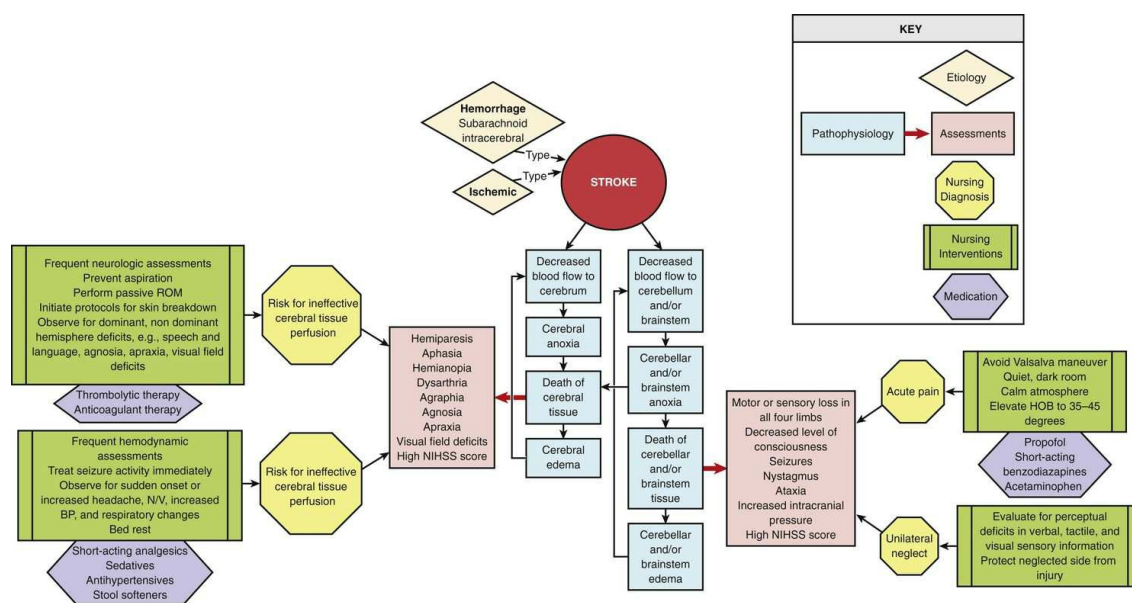 KEY
Etiology
Pathophysiology
Assessments
Nursing
Diagnosis
Nursing
Interventions
Medication
Hemorrhage
Subarachnoid
intracerebral
Type
Type
Ischemic
STROKE
Decreased
blood flow to
cerebrum
Cerebral
anoxia
Death of
cerebral
tissue
Cerebral
edema
Decreased
blood flow to
cerebellum
and/or
brainstem
Cerebellar
and/or
brainstem
anoxia
Death of
cerebellar
and/or
brainstem
tissue
Cerebellar
and/or
brainstem
edema
Frequent neurologic assessments
Prevent aspiration
Perform passive ROM
Initiate protocols for skin breakdown
Observe for dominant, non dominant
hemisphere deficits, e.g., speech and
language, agnosia, apraxia, visual field
deficits
Thrombolytic therapy
Anticoagulant therapy
Risk for ineffective
cerebral tissue
perfusion
Frequent hemodynamic
assessments
Treat seizure activity immediately
Observe for sudden onset or
increased headache, N/V, increased
BP, and respiratory changes
Bed rest
Short-acting analgesics
Sedatives
Antihypertensives
Stool softeners
Risk for ineffective
cerebral tissue
perfusion
Hemiparesis
Aphasia
Hemianopia
Dysarthria
Agraphia
Agnosia
Apraxia
Visual field deficits
High NIHSS score
Motor or sensory loss in
all four limbs
Decreased level of
consciousness
Seizures
Nystagmus
Ataxia
Increased intracranial
pressure
High NIHSS score
Acute pain
Avoid Valsalva maneuver
Quiet, dark room
Calm atmosphere
Elevate HOB to 35–45
degrees
Propofol
Short-acting
benzodiazapines
Acetaminophen
Unilateral
neglect
Evaluate for perceptual
deficits in verbal, tactile, and
visual sensory information
Protect neglected side from
injury